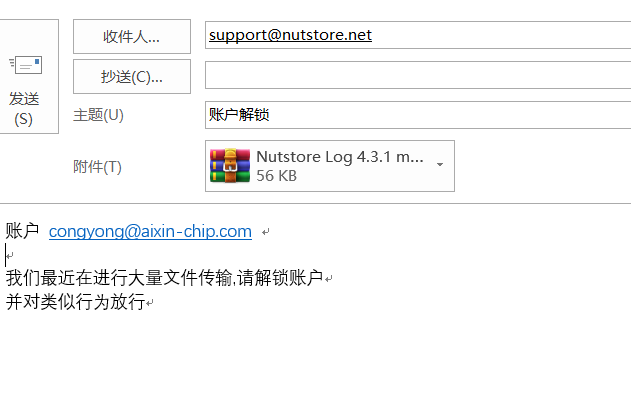 收件人...
support@nutstore.net
抄送(C)...
发送
(S)
主题(U)
账户解锁
附件(T)
Nutstore Log 4.3.1 m...
56 KB
账户 congyong@aixin-chip.com
我们最近在进行大量文件传输,请解锁账户
并对类似行为放行